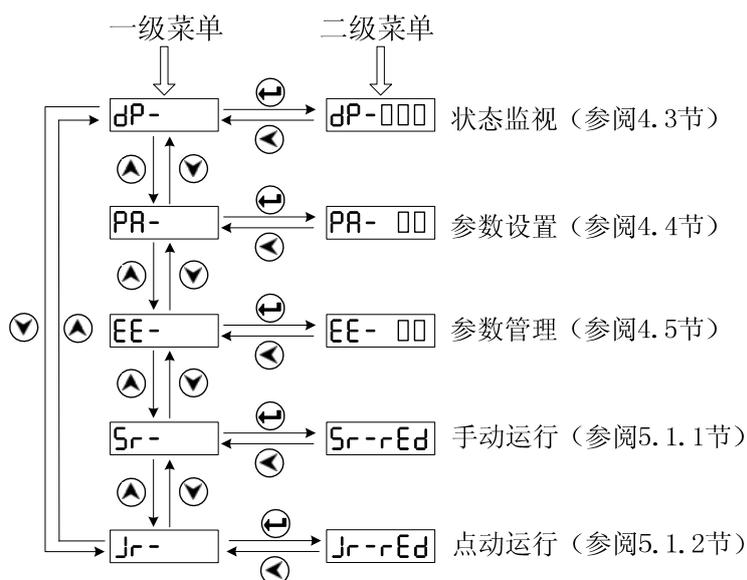 一级菜单 二级菜单
dP- dP-□□□ 状态监视（参阅4.3节）
PA- PA- □□ 参数设置（参阅4.4节）
EE- EE- □□ 参数管理（参阅4.5节）
Sr- Sr-rEd 手动运行（参阅5.1.1节）
Jr- Jr-rEd 点动运行（参阅5.1.2节）